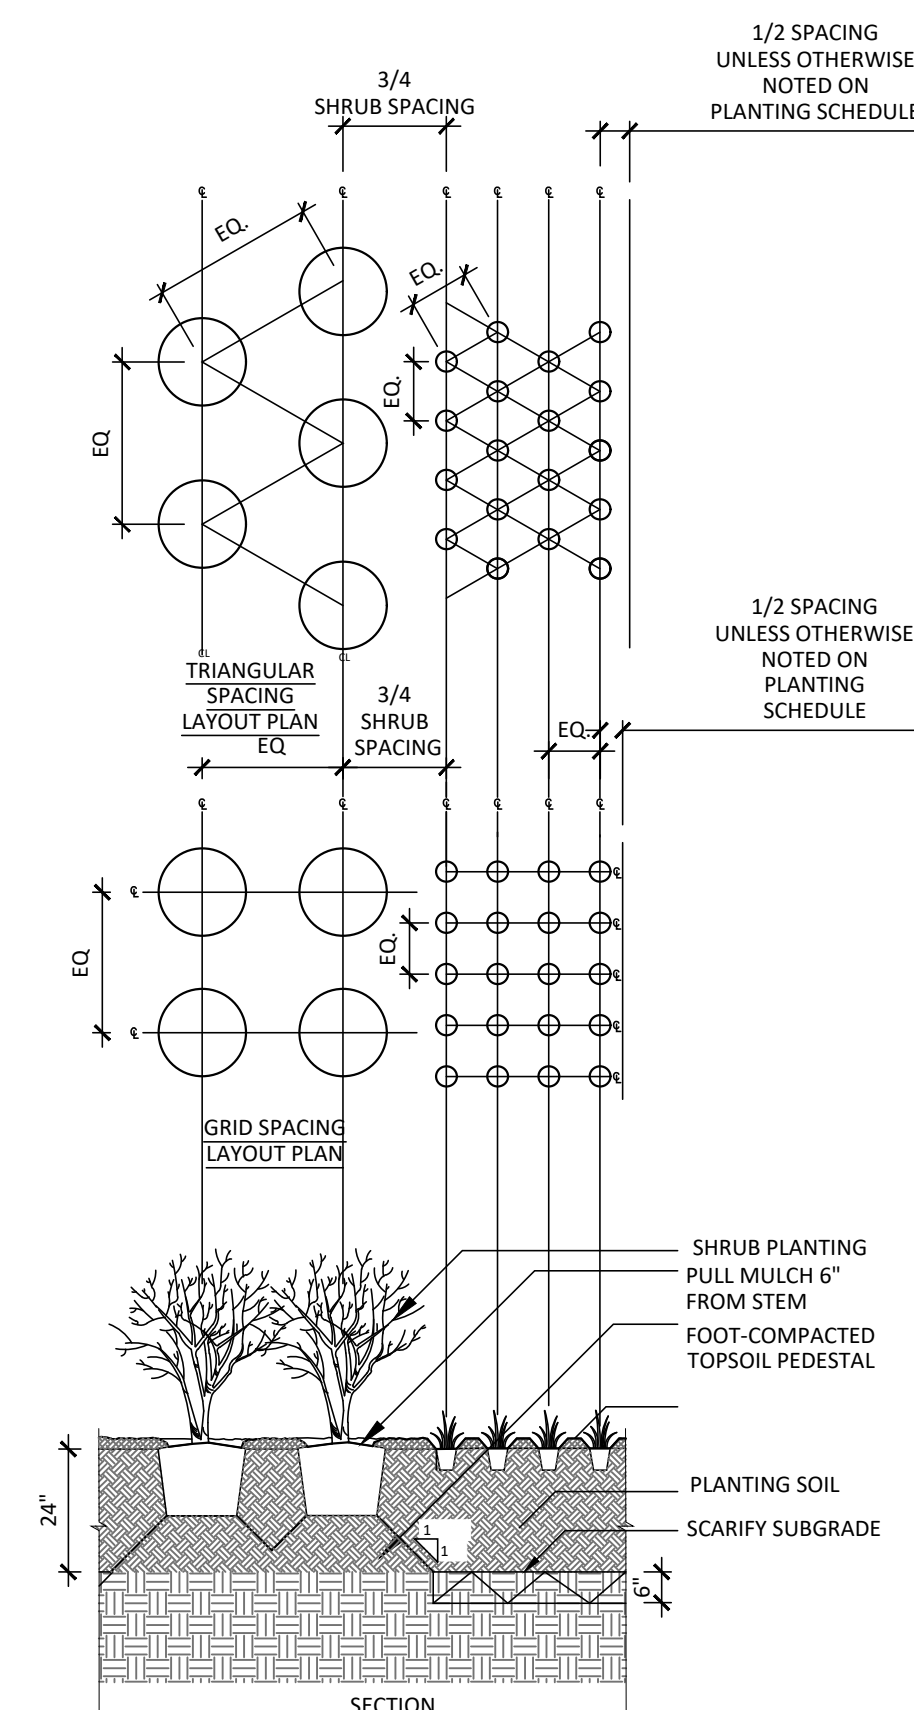 1/2 SPACING
UNLESS OTHERWISE
NOTED ON
PLANTING SCHEDULE
3/4
SHRUB SPACING
℄ ℄ ℄ ℄ ℄ ℄
EQ.
EQ.
EQ
EQ.
CL CL
TRIANGULAR
SPACING
LAYOUT PLAN
1/2 SPACING
UNLESS OTHERWISE
NOTED ON
PLANTING
SCHEDULE
EQ
3/4
SHRUB
SPACING
EQ.
℄ ℄ ℄ ℄ ℄ ℄
℄
℄
℄
℄
℄
℄
℄
EQ
EQ.
GRID SPACING
LAYOUT PLAN
SHRUB PLANTING
PULL MULCH 6"
FROM STEM
FOOT-COMPACTED
TOPSOIL PEDESTAL
PLANTING SOIL
SCARIFY SUBGRADE
24"
1
1
6"
SECTION